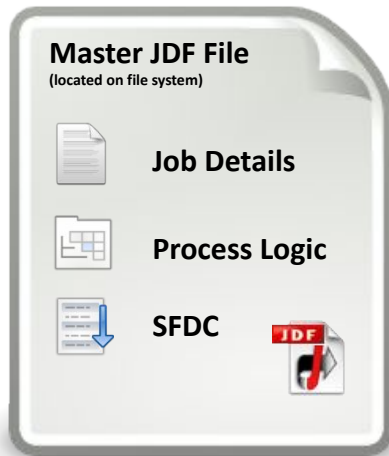 Master JDF File
(located on file system)
Job Details
Process Logic
SFDC
JDF